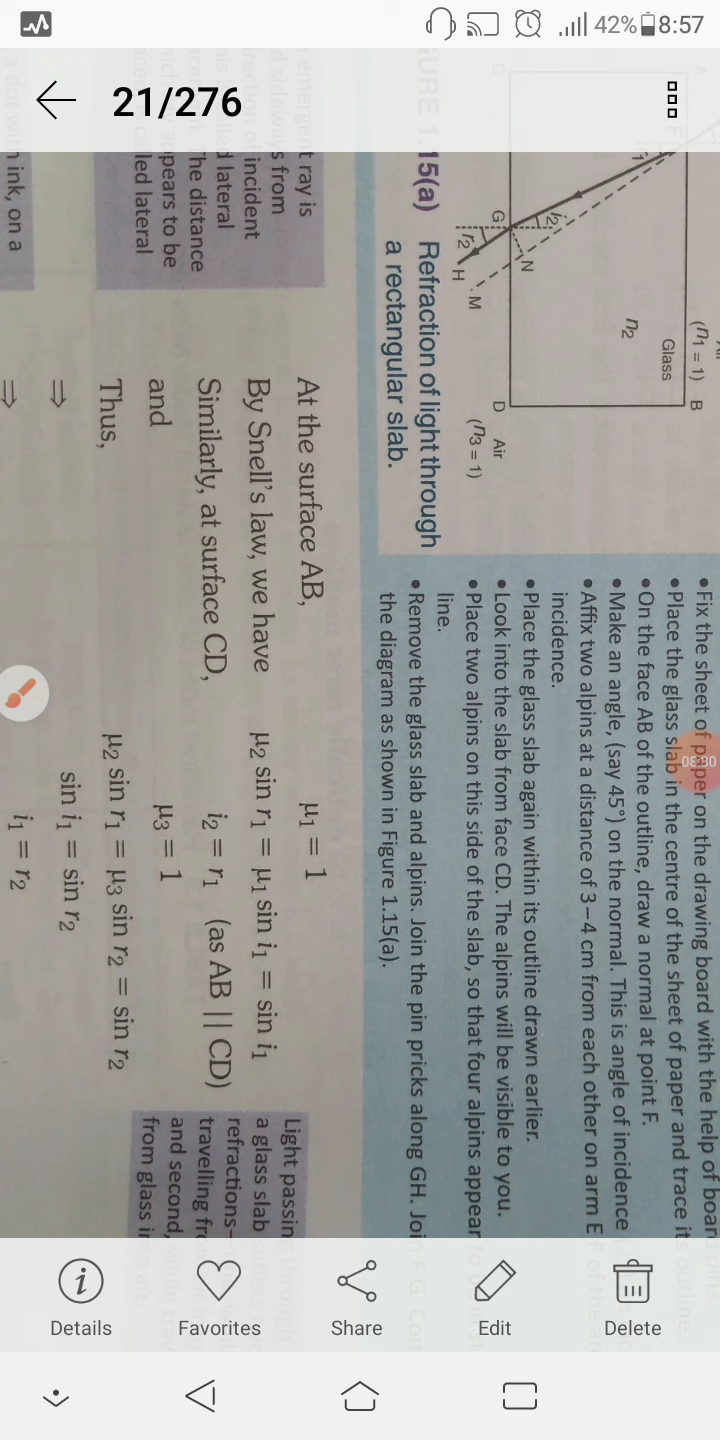 42% 8:57
21/276
A
C
F
r1
i2
G
r2
N
H
M
n2
Glass
(n1 = 1)
B
D
Air
(n3 = 1)
15(a) Refraction of light through
a rectangular slab.
t ray is
s from
incident
lateral
The distance
pears to be
led lateral
ink, on a
• Fix the sheet of paper on the drawing board with the help of
• Place the glass slab in the centre of the sheet of paper and trace
• On the face AB of the outline, draw a normal at point F.
• Make an angle, (say 45°) on the normal. This is angle of incidence
• Affix two alpins at a distance of 3–4 cm from each other on arm E
incidence.
• Place the glass slab again within its outline drawn earlier.
• Look into the slab from face CD. The alpins will be visible to you.
• Place two alpins on this side of the slab, so that four alpins appear
line.
• Remove the glass slab and alpins. Join the pin pricks along GH.
the diagram as shown in Figure 1.15(a).
At the surface AB, μ1 = 1
By Snell's law, we have μ2 sin r1 = μ1 sin i1 = sin i1
Similarly, at surface CD, i2 = r1 (as AB || CD)
and μ3 = 1
Thus, μ2 sin r1 = μ3 sin r2 = sin r2
⇒ sin i1 = sin r2
⇒ i1 = r2
Light passin
a glass slab
refractions–
travelling fr
and second,
from glass
08:30
Details Favorites Share Edit Delete